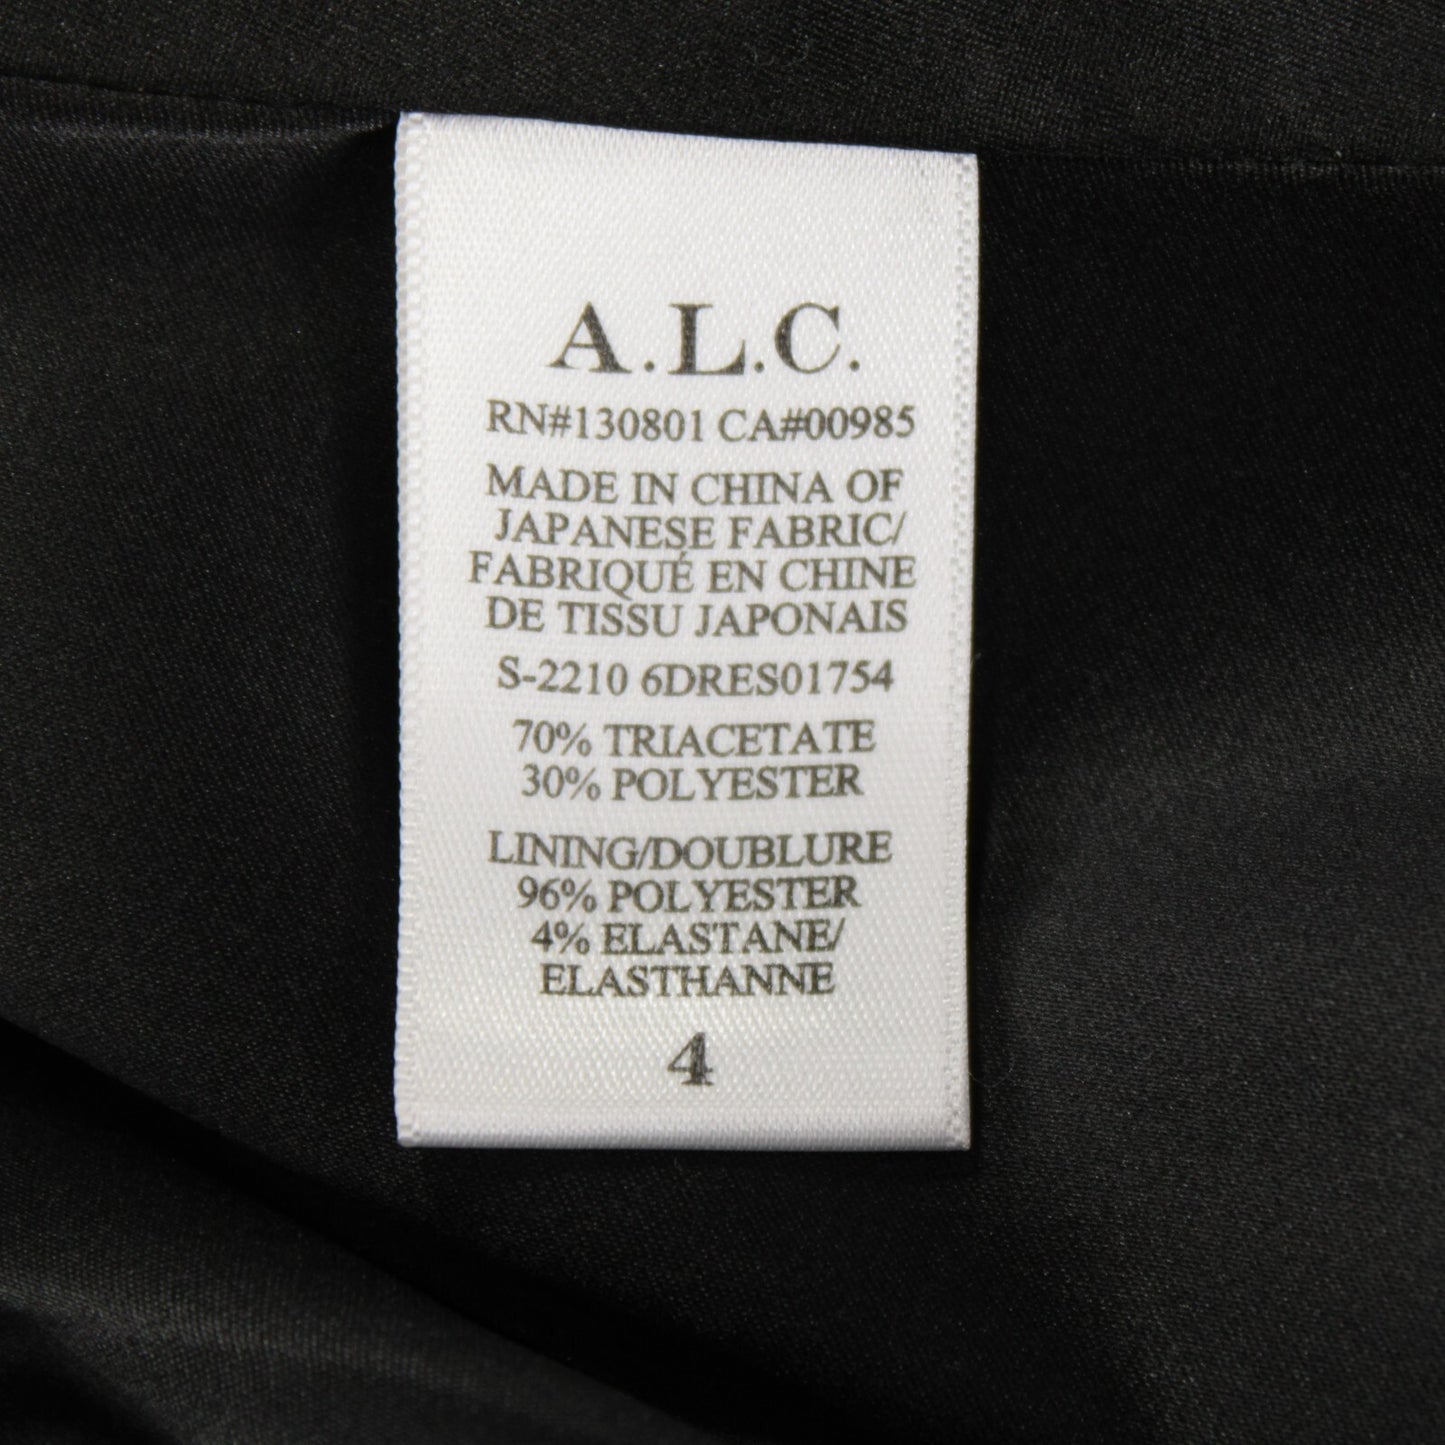 A.L.C.
RN#130801 CA#00985
MADE IN CHINA OF
JAPANESE FABRIC/
FABRIQUÉ EN CHINE
DE TISSU JAPONAIS
S-2210 6DRES01754
70% TRIACETATE
30% POLYESTER
LINING/DOUBLURE
96% POLYESTER
4% ELASTANE/
ELASTHANNE
4